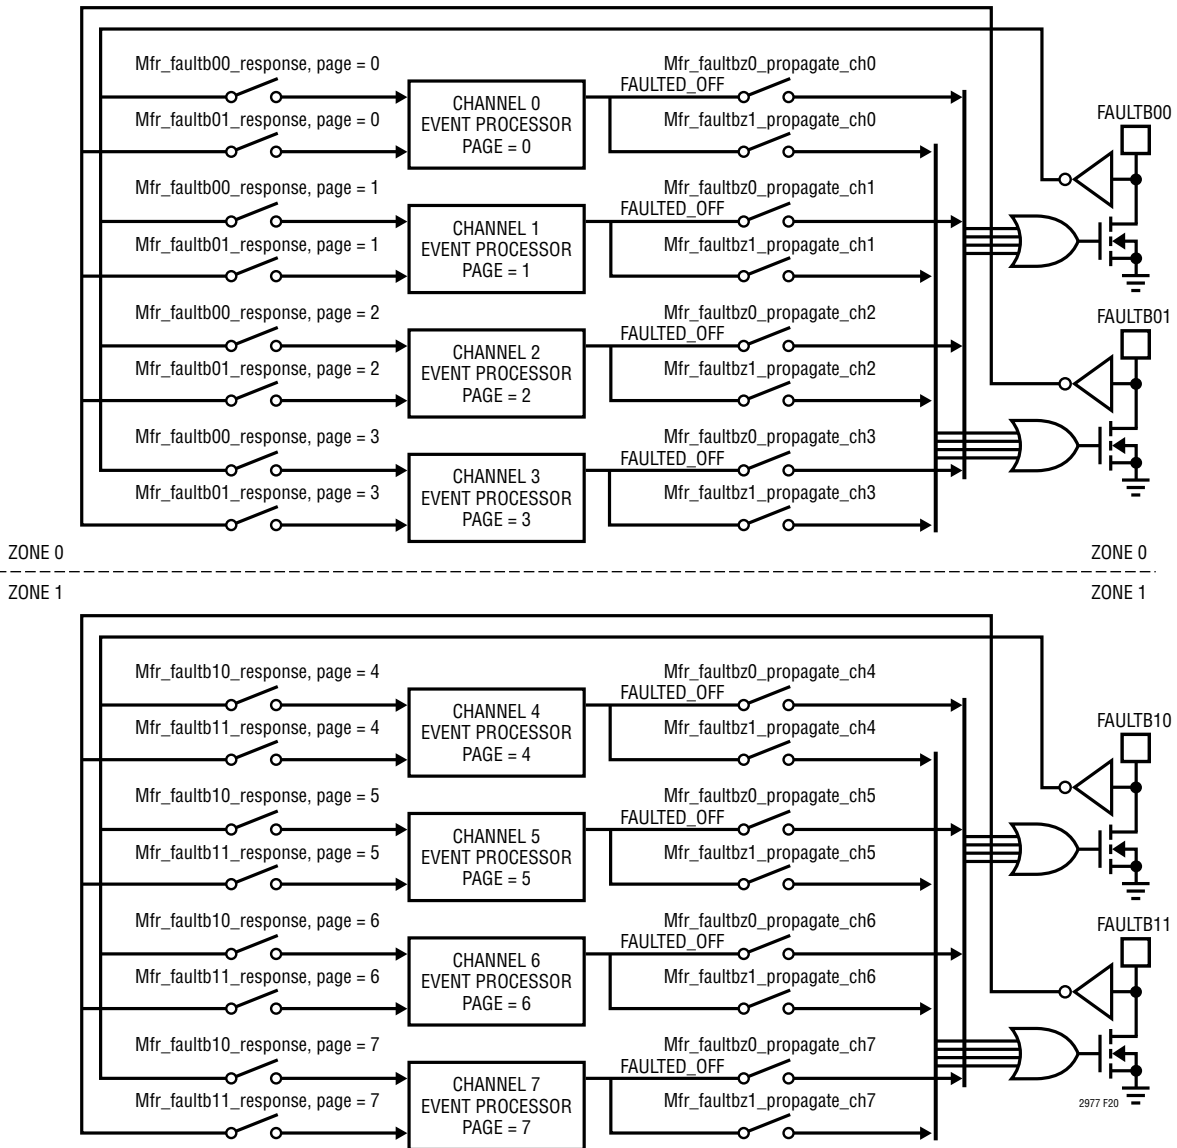 Mfr_faultb00_response, page = 0
Mfr_faultbz0_propagate_ch0
FAULTED_OFF
CHANNEL 0
EVENT PROCESSOR
PAGE = 0
Mfr_faultb01_response, page = 0
Mfr_faultbz1_propagate_ch0
FAULTB00
Mfr_faultb00_response, page = 1
Mfr_faultbz0_propagate_ch1
FAULTED_OFF
CHANNEL 1
EVENT PROCESSOR
PAGE = 1
Mfr_faultb01_response, page = 1
Mfr_faultbz1_propagate_ch1
Mfr_faultb00_response, page = 2
Mfr_faultbz0_propagate_ch2
FAULTB01
FAULTED_OFF
CHANNEL 2
EVENT PROCESSOR
PAGE = 2
Mfr_faultb01_response, page = 2
Mfr_faultbz1_propagate_ch2
Mfr_faultb00_response, page = 3
Mfr_faultbz0_propagate_ch3
FAULTED_OFF
CHANNEL 3
EVENT PROCESSOR
PAGE = 3
Mfr_faultb01_response, page = 3
Mfr_faultbz1_propagate_ch3
ZONE 0
ZONE 0
ZONE 1
ZONE 1
Mfr_faultb10_response, page = 4
Mfr_faultbz0_propagate_ch4
FAULTED_OFF
CHANNEL 4
EVENT PROCESSOR
PAGE = 4
Mfr_faultb11_response, page = 4
Mfr_faultbz1_propagate_ch4
FAULTB10
Mfr_faultb10_response, page = 5
Mfr_faultbz0_propagate_ch5
FAULTED_OFF
CHANNEL 5
EVENT PROCESSOR
PAGE = 5
Mfr_faultb11_response, page = 5
Mfr_faultbz1_propagate_ch5
Mfr_faultb10_response, page = 6
Mfr_faultbz0_propagate_ch6
FAULTB11
FAULTED_OFF
CHANNEL 6
EVENT PROCESSOR
PAGE = 6
Mfr_faultb11_response, page = 6
Mfr_faultbz1_propagate_ch6
Mfr_faultb10_response, page = 7
Mfr_faultbz0_propagate_ch7
FAULTED_OFF
CHANNEL 7
EVENT PROCESSOR
PAGE = 7
Mfr_faultb11_response, page = 7
Mfr_faultbz1_propagate_ch7
2977 F20